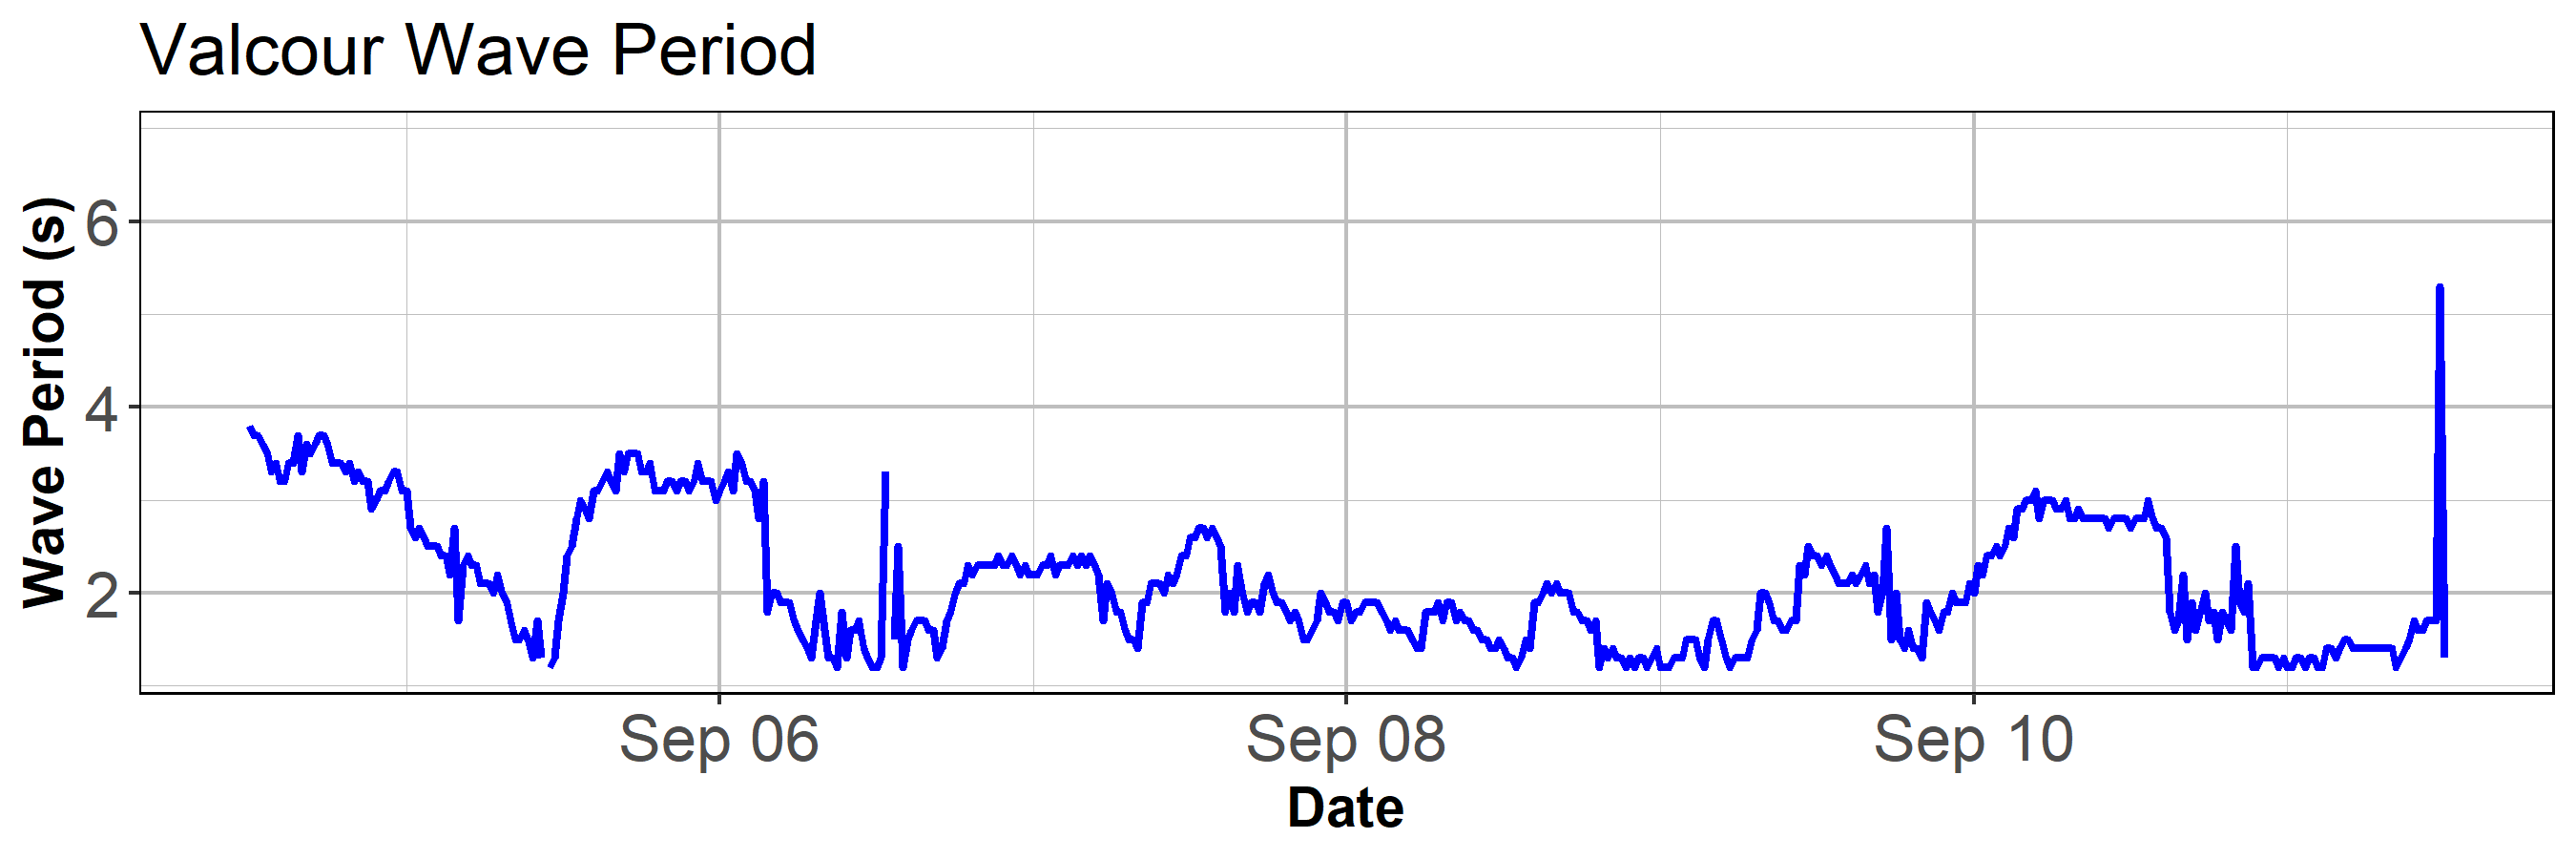 Valcour Wave Period
Wave Period (s)
6
4
2
Sep 06
Sep 08
Sep 10
Date